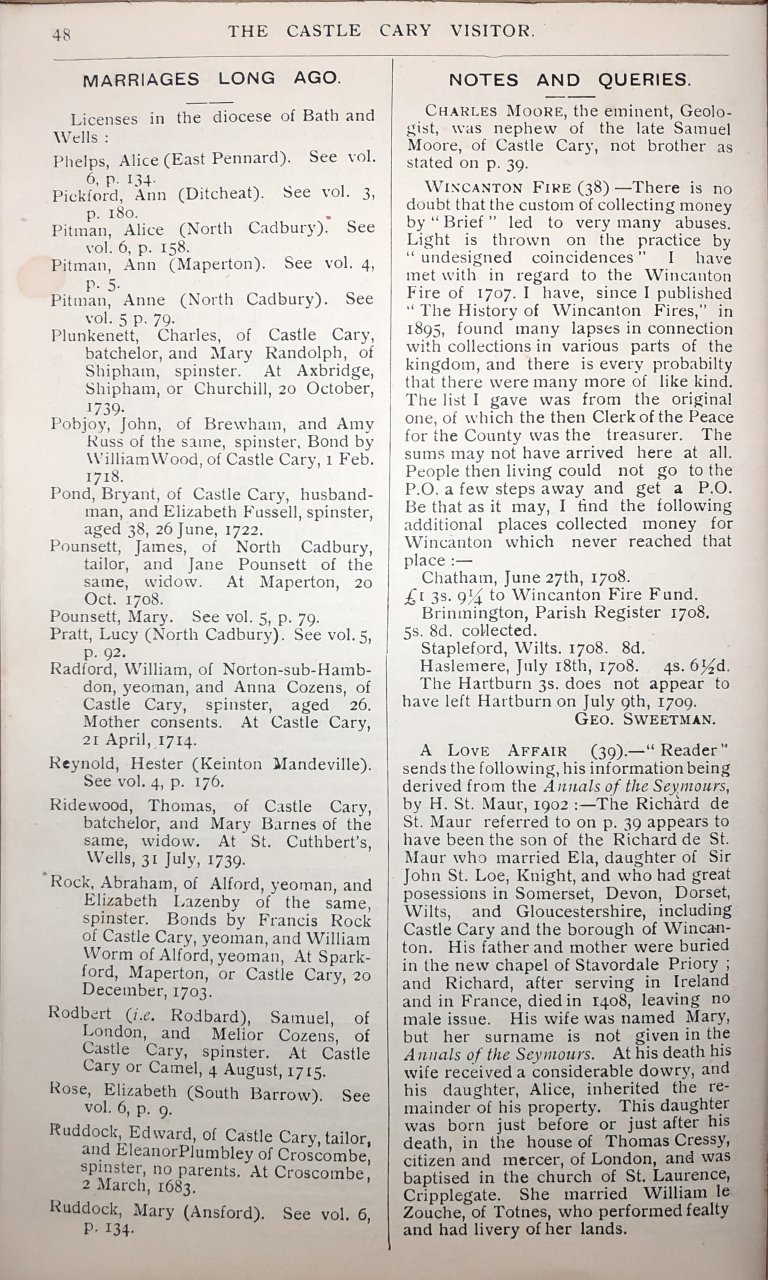 48
THE CASTLE CARY VISITOR.
MARRIAGES LONG AGO.
Licenses in the diocese of Bath and
Wells :
Phelps, Alice (East Pennard). See vol.
6, p. 134.
Pickford, Ann (Ditcheat). See vol. 3,
p. 180.
Pitman, Alice (North Cadbury). See
vol. 6, p. 158.
Pitman, Ann (Maperton). See vol. 4,
p. 5.
Pitman, Anne (North Cadbury). See
vol. 5 p. 79.
Plunkenett, Charles, of Castle Cary,
batchelor, and Mary Randolph, of
Shipham, spinster. At Axbridge,
Shipham, or Churchill, 20 October,
1739.
Pobjoy, John, of Brewham, and Amy
Russ of the same, spinster, Bond by
William Wood, of Castle Cary, 1 Feb.
1718.
Pond, Bryant, of Castle Cary, husband-
man, and Elizabeth Fussell, spinster,
aged 38, 26 June, 1722.
Pounsett, James, of North Cadbury,
tailor, and Jane Pounsett of the
same, widow. At Maperton, 20
Oct. 1708.
Pounsett, Mary. See vol. 5, p. 79.
Pratt, Lucy (North Cadbury). See vol. 5,
p. 92.
Radford, William, of Norton-sub-Hamb-
don, yeoman, and Anna Cozens, of
Castle Cary, spinster, aged 26.
Mother consents. At Castle Cary,
21 April, 1714.
Reynold, Hester (Keinton Mandeville).
See vol. 4, p. 176.
Ridewood, Thomas, of Castle Cary,
batchelor, and Mary Barnes of the
same, widow. At St. Cuthbert's,
Wells, 31 July, 1739.
Rock, Abraham, of Alford, yeoman, and
Elizabeth Lazenby of the same,
spinster. Bonds by Francis Rock
of Castle Cary, yeoman, and William
Worm of Alford, yeoman, At Spark-
ford, Maperton, or Castle Cary, 20
December, 1703.
Rodbert (i.e. Rodbard), Samuel, of
London, and Melior Cozens, of
Castle Cary, spinster. At Castle
Cary or Camel, 4 August, 1715.
Rose, Elizabeth (South Barrow). See
vol. 6, p. 9.
Ruddock, Edward, of Castle Cary, tailor,
and Eleanor Plumbley of Croscombe,
spinster, no parents. At Croscombe,
2 March, 1683.
Ruddock, Mary (Ansford). See vol. 6,
p. 134.
NOTES AND QUERIES.
CHARLES MOORE, the eminent, Geolo-
gist, was nephew of the late Samuel
Moore, of Castle Cary, not brother as
stated on p. 39.
WINCANTON FIRE (38) —There is no
doubt that the custom of collecting money
by " Brief " led to very many abuses.
Light is thrown on the practice by
" undesigned coincidences " I have
met with in regard to the Wincanton
Fire of 1707. I have, since I published
" The History of Wincanton Fires," in
1895, found many lapses in connection
with collections in various parts of the
kingdom, and there is every probabilty
that there were many more of like kind.
The list I gave was from the original
one, of which the then Clerk of the Peace
for the County was the treasurer. The
sums may not have arrived here at all.
People then living could not go to the
P.O. a few steps away and get a P.O.
Be that as it may, I find the following
additional places collected money for
Wincanton which never reached that
place :—
Chatham, June 27th, 1708.
£1 3s. 9¼ to Wincanton Fire Fund.
Brinmington, Parish Register 1708.
5s. 8d. collected.
Stapleford, Wilts. 1708. 8d.
Haslemere, July 18th, 1708. 4s. 6½d.
The Hartburn 3s. does not appear to
have left Hartburn on July 9th, 1709.
GEO. SWEETMAN.
A LOVE AFFAIR (39).—" Reader "
sends the following, his information being
derived from the Annals of the Seymours,
by H. St. Maur, 1902 :—The Richard de
St. Maur referred to on p. 39 appears to
have been the son of the Richard de St.
Maur who married Ela, daughter of Sir
John St. Loe, Knight, and who had great
posessions in Somerset, Devon, Dorset,
Wilts, and Gloucestershire, including
Castle Cary and the borough of Wincan-
ton. His father and mother were buried
in the new chapel of Stavordale Priory ;
and Richard, after serving in Ireland
and in France, died in 1408, leaving no
male issue. His wife was named Mary,
but her surname is not given in the
Annals of the Seymours. At his death his
wife received a considerable dowry, and
his daughter, Alice, inherited the re-
mainder of his property. This daughter
was born just before or just after his
death, in the house of Thomas Cressy,
citizen and mercer, of London, and was
baptised in the church of St. Laurence,
Cripplegate. She married William le
Zouche, of Totnes, who performed fealty
and had livery of her lands.